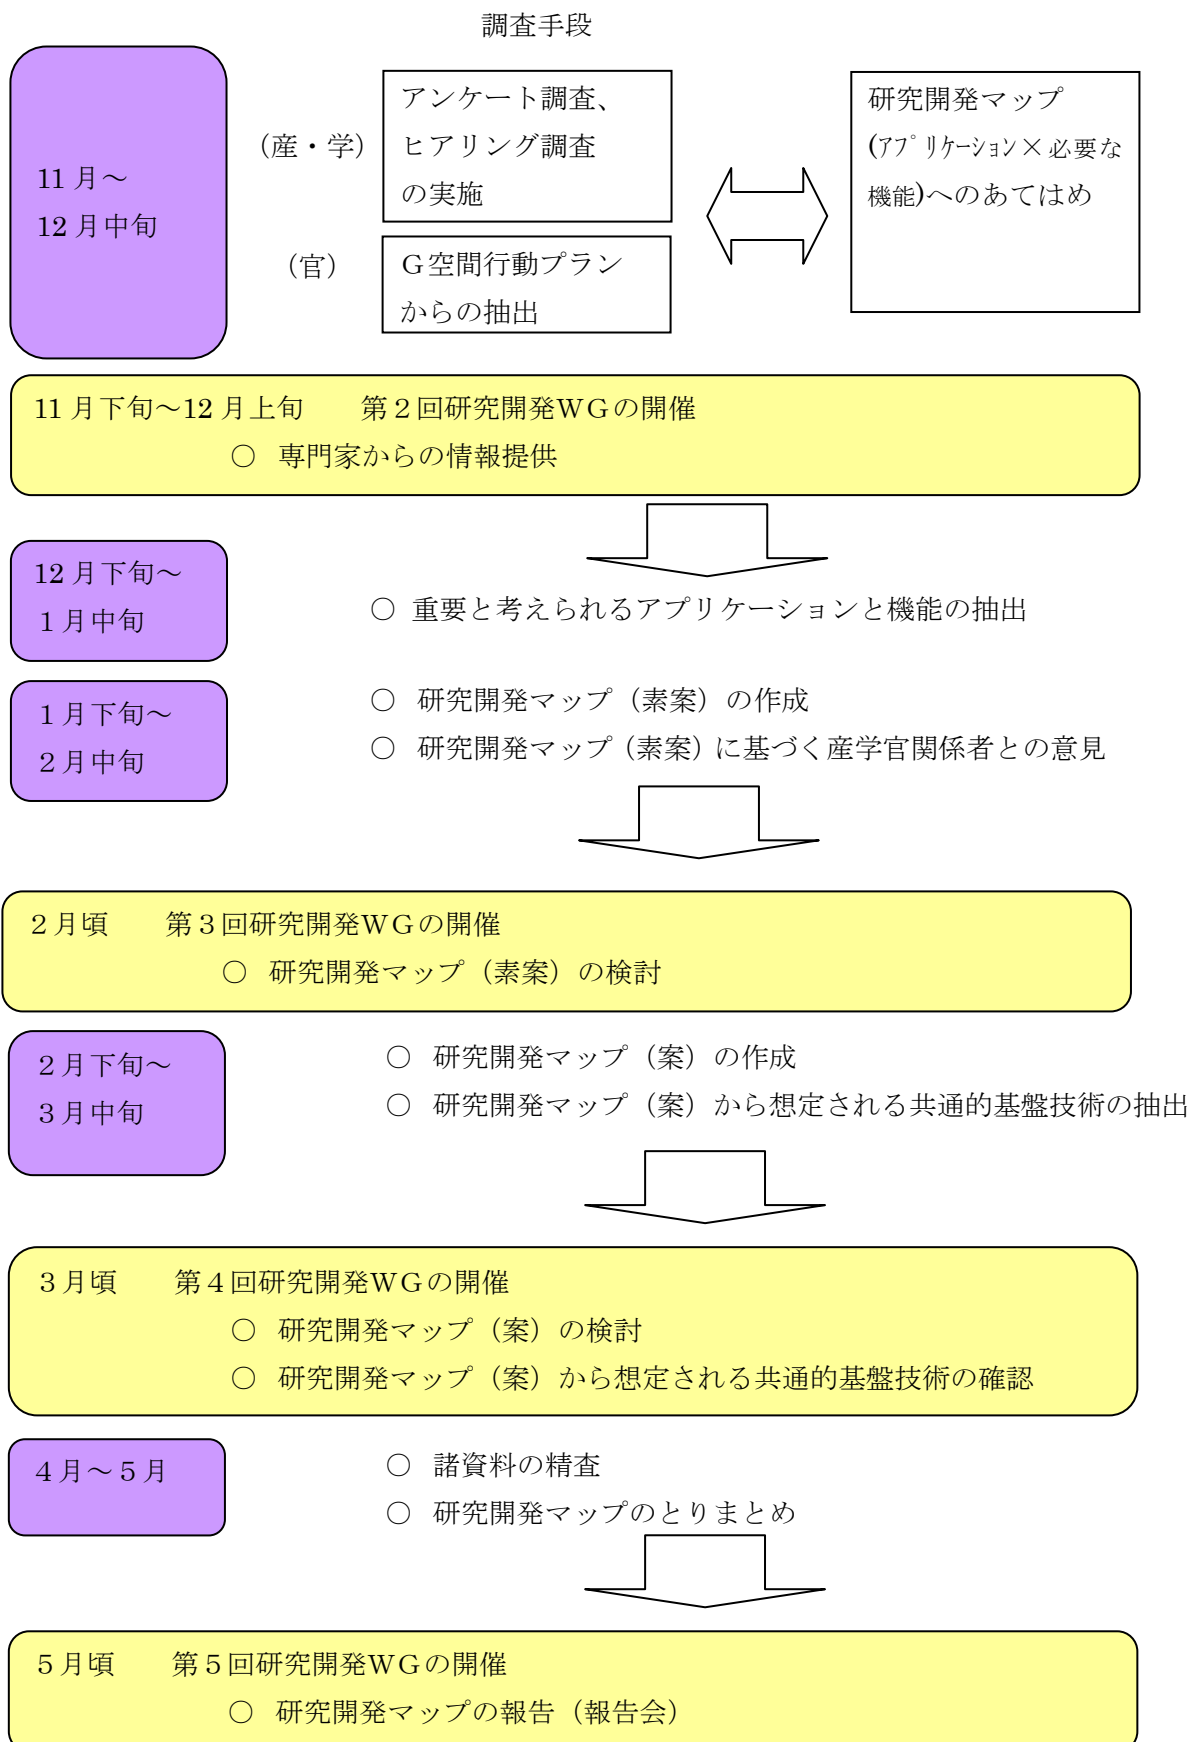 調査手段
11月～
12月中旬
（産・学）
アンケート調査、
ヒアリング調査
の実施
（官）
Ｇ空間行動プラン
からの抽出
研究開発マップ
(ｱﾌﾟﾘｹｰｼｮﾝ×必要な
機能)へのあてはめ
11月下旬～12月上旬　　第２回研究開発ＷＧの開催
○　専門家からの情報提供
12月下旬～
１月中旬
○ 重要と考えられるアプリケーションと機能の抽出
１月下旬～
２月中旬
○　研究開発マップ（素案）の作成
○　研究開発マップ（素案）に基づく産学官関係者との意見
２月頃　　第３回研究開発ＷＧの開催
○　研究開発マップ（素案）の検討
２月下旬～
３月中旬
○　研究開発マップ（案）の作成
○　研究開発マップ（案）から想定される共通的基盤技術の抽出
３月頃　　第４回研究開発ＷＧの開催
○　研究開発マップ（案）の検討
○　研究開発マップ（案）から想定される共通的基盤技術の確認
４月～５月
○　諸資料の精査
○　研究開発マップのとりまとめ
５月頃　　第５回研究開発ＷＧの開催
○　研究開発マップの報告（報告会）